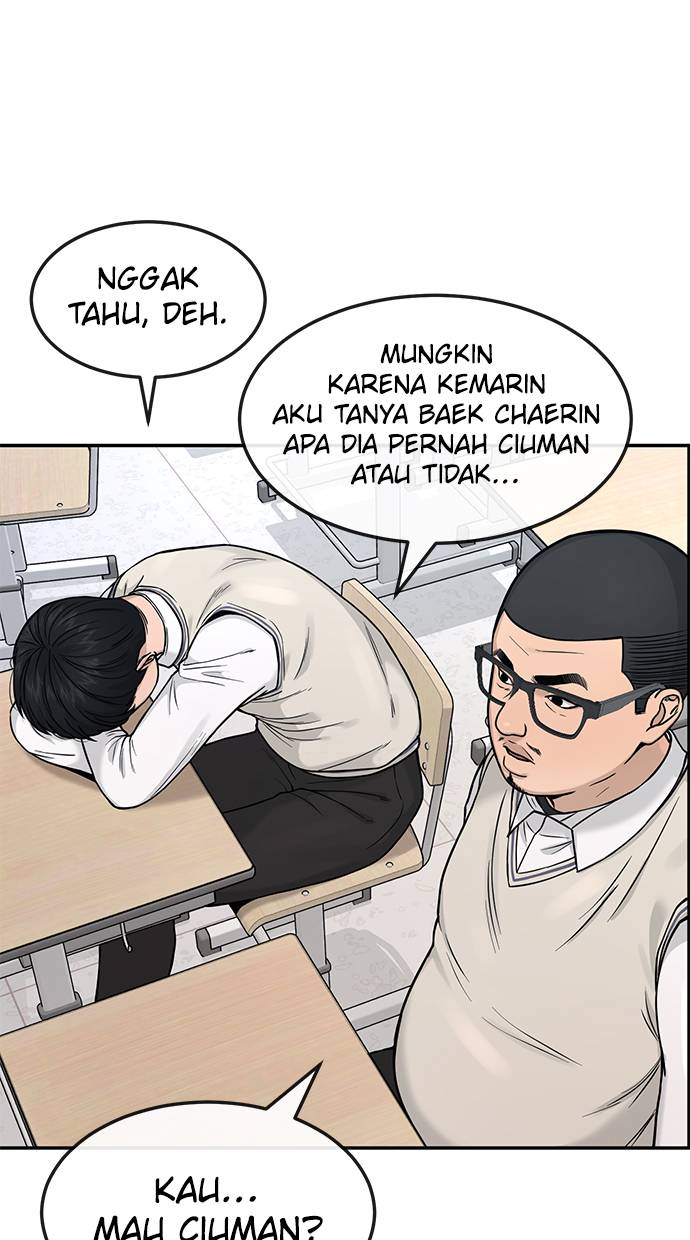 NGGAK
TAHU, DEH.
MUNGKIN
KARENA KEMARIN
AKU TANYA BAEK CHAERIN
APA DIA PERNAH CIUMAN
ATAU TIDAK...
KAU...
MAU CIUMAN?